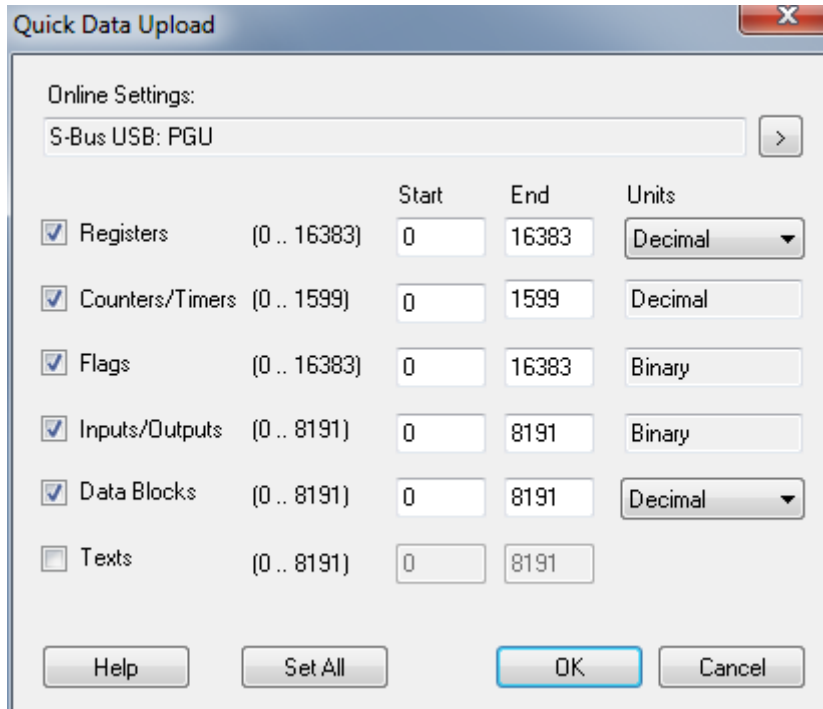 Quick Data Upload
Online Settings:
S-Bus USB: PGU
>
Start End Units
Registers (0 .. 16383) 0 16383 Decimal
Counters/Timers (0 .. 1599) 0 1599 Decimal
Flags (0 .. 16383) 0 16383 Binary
Inputs/Outputs (0 .. 8191) 0 8191 Binary
Data Blocks (0 .. 8191) 0 8191 Decimal
Texts (0 .. 8191) 0 8191
Help Set All OK Cancel